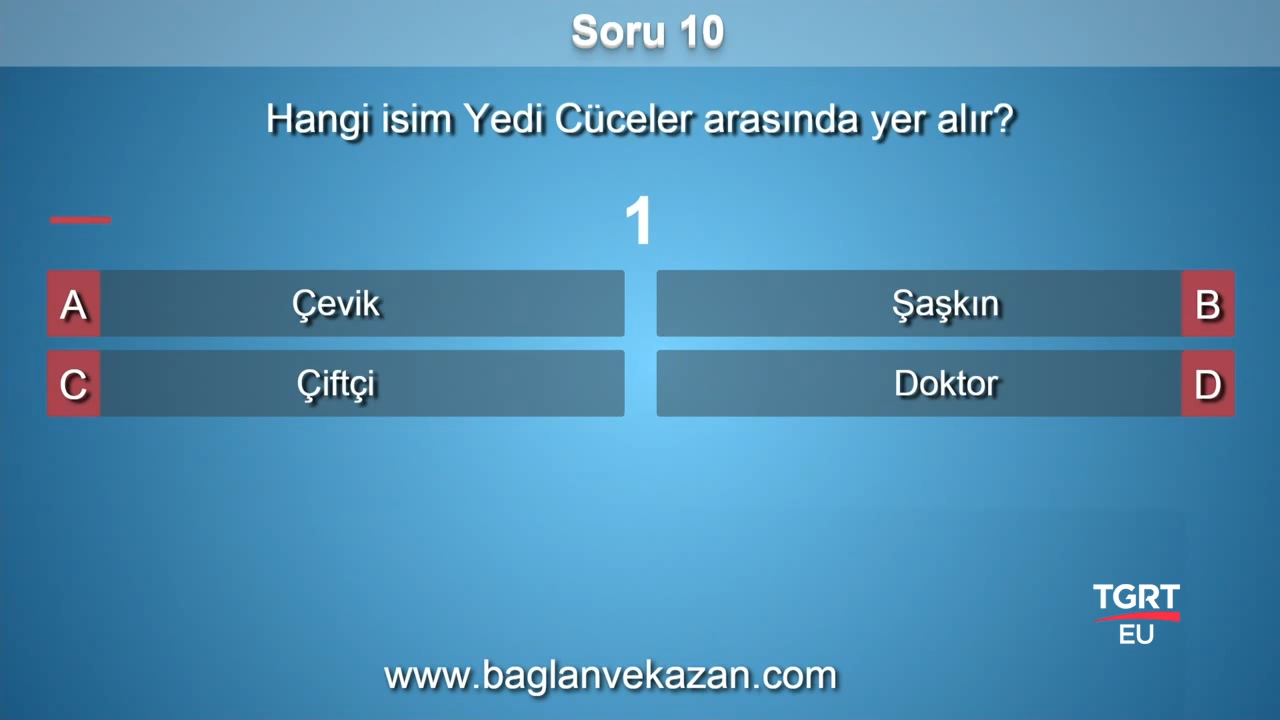 Soru 10
Hangi isim Yedi Cüceler arasında yer alır?
1
A Çevik
Şaşkın B
C Çiftçi
Doktor D
TGRT
EU
www.baglanvekazan.com